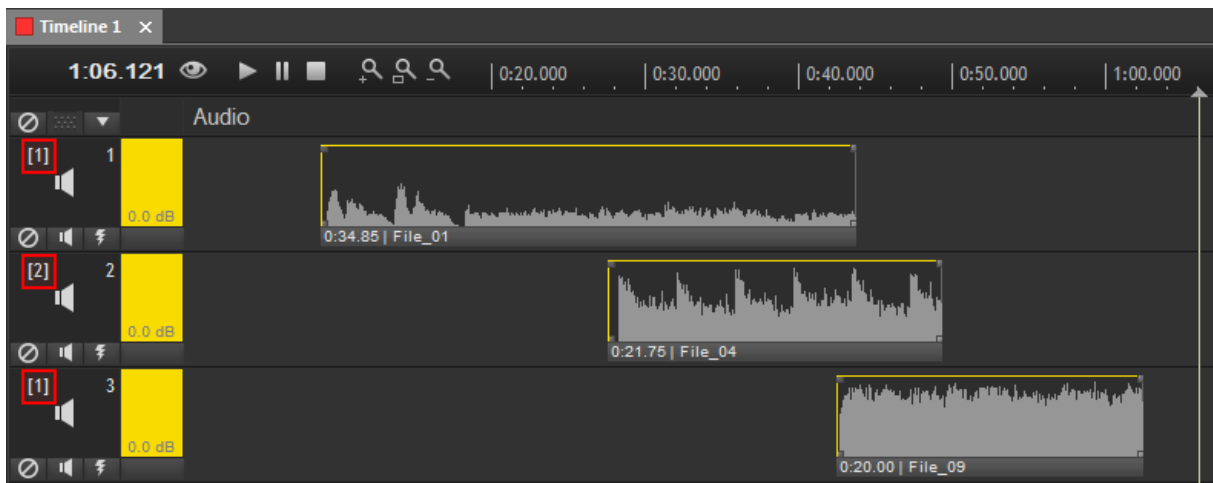 Timeline 1
1:06.121 0:20.000 0:30.000 0:40.000 0:50.000 1:00.000
Audio
[1] 1
0.0 dB
0:34.85 | File_01
[2] 2
0.0 dB
0:21.75 | File_04
[1] 3
0.0 dB
0:20.00 | File_09